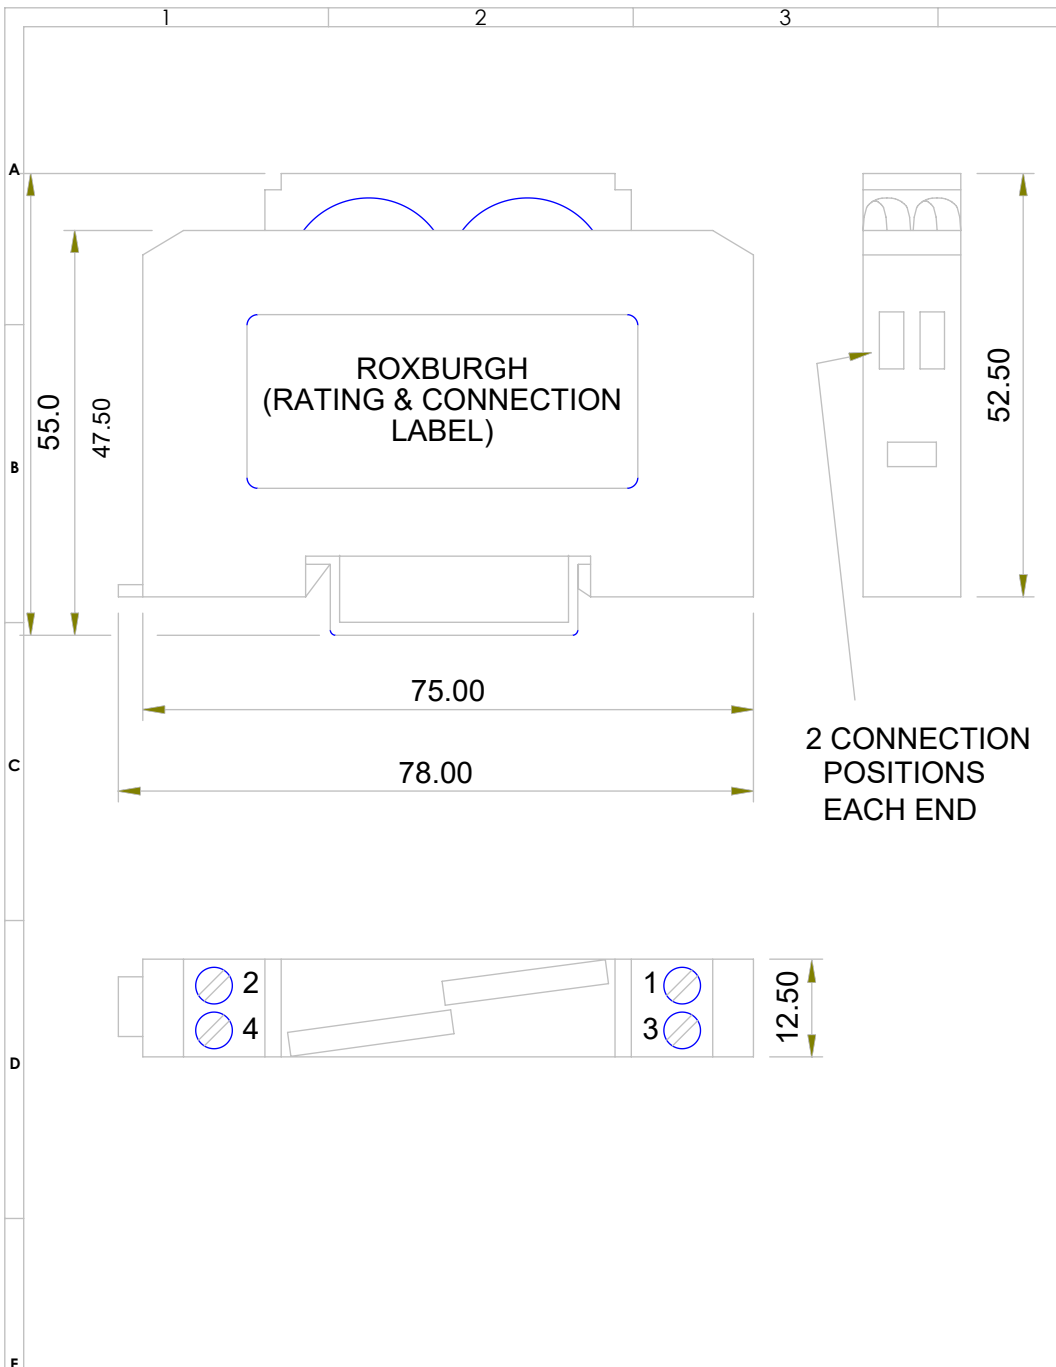 1
2
3
A
B
C
D
E
ROXBURGH
(RATING & CONNECTION
LABEL)
55.0
47.50
52.50
75.00
78.00
2 CONNECTION
POSITIONS
EACH END
2
4
1
3
12.50